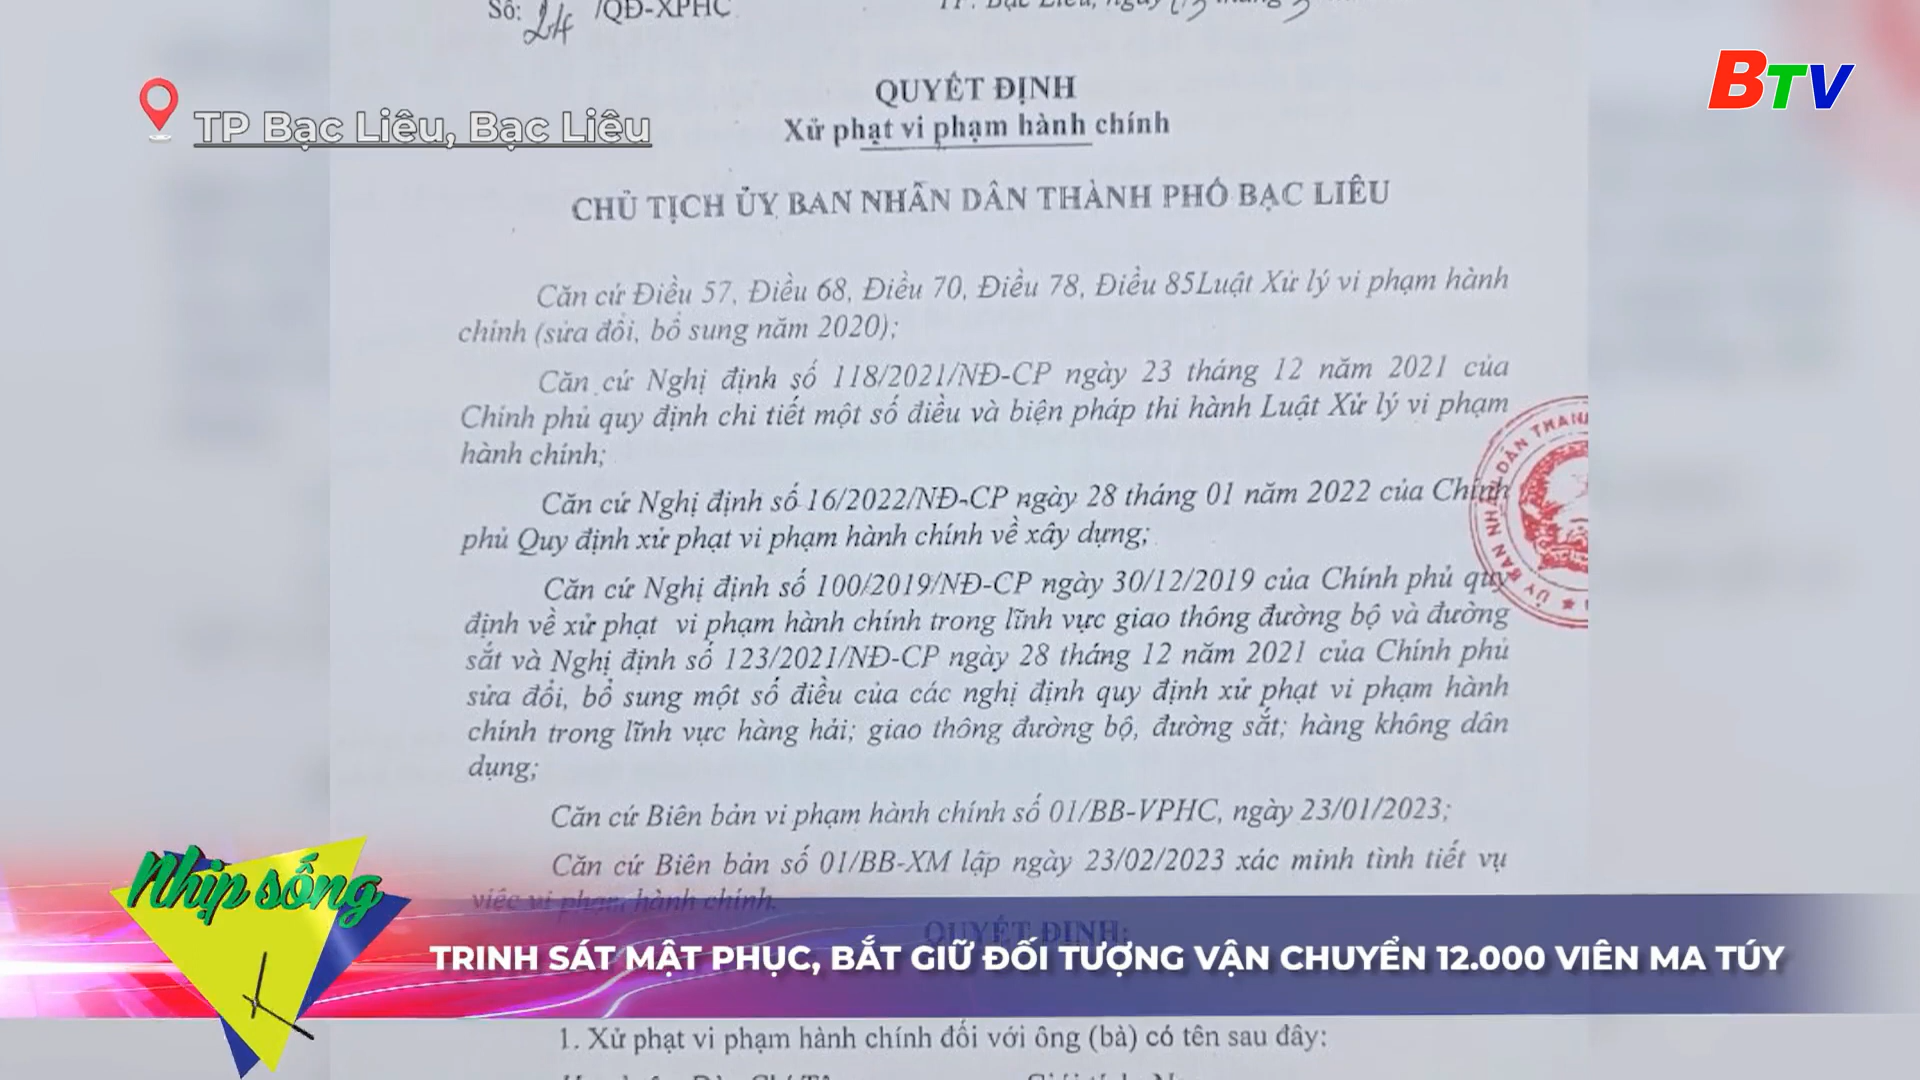 Số: 24 /QĐ-XPHC
BTV
TP Bạc Liêu, Bạc Liêu
QUYẾT ĐỊNH
Xử phạt vi phạm hành chính
CHỦ TỊCH ỦY BAN NHÂN DÂN THÀNH PHỐ BẠC LIÊU
Căn cứ Điều 57, Điều 68, Điều 70, Điều 78, Điều 85Luật Xử lý vi phạm hành
chính (sửa đổi, bổ sung năm 2020);
Căn cứ Nghị định số 118/2021/NĐ-CP ngày 23 tháng 12 năm 2021 của
Chính phủ quy định chi tiết một số điều và biện pháp thi hành Luật Xử lý vi phạm
hành chính;
Căn cứ Nghị định số 16/2022/NĐ-CP ngày 28 tháng 01 năm 2022 của Chính
phủ Quy định xử phạt vi phạm hành chính về xây dựng;
Căn cứ Nghị định số 100/2019/NĐ-CP ngày 30/12/2019 của Chính phủ quy
định về xử phạt vi phạm hành chính trong lĩnh vực giao thông đường bộ và đường
sắt và Nghị định số 123/2021/NĐ-CP ngày 28 tháng 12 năm 2021 của Chính phủ
sửa đổi, bổ sung một số điều của các nghị định quy định xử phạt vi phạm hành
chính trong lĩnh vực hàng hải; giao thông đường bộ, đường sắt; hàng không dân
dụng;
ỦY BAN NHÂN DÂN THÀN
Căn cứ Biên bản vi phạm hành chính số 01/BB-VPHC, ngày 23/01/2023;
Căn cứ Biên bản số 01/BB-XM lập ngày 23/02/2023 xác minh tình tiết vụ
việc vi phạm hành chính.
QUYẾT ĐỊNH:
Nhịp sống
TRINH SÁT MẬT PHỤC, BẮT GIỮ ĐỐI TƯỢNG VẬN CHUYỂN 12.000 VIÊN MA TÚY
1. Xử phạt vi phạm hành chính đối với ông (bà) có tên sau đây: